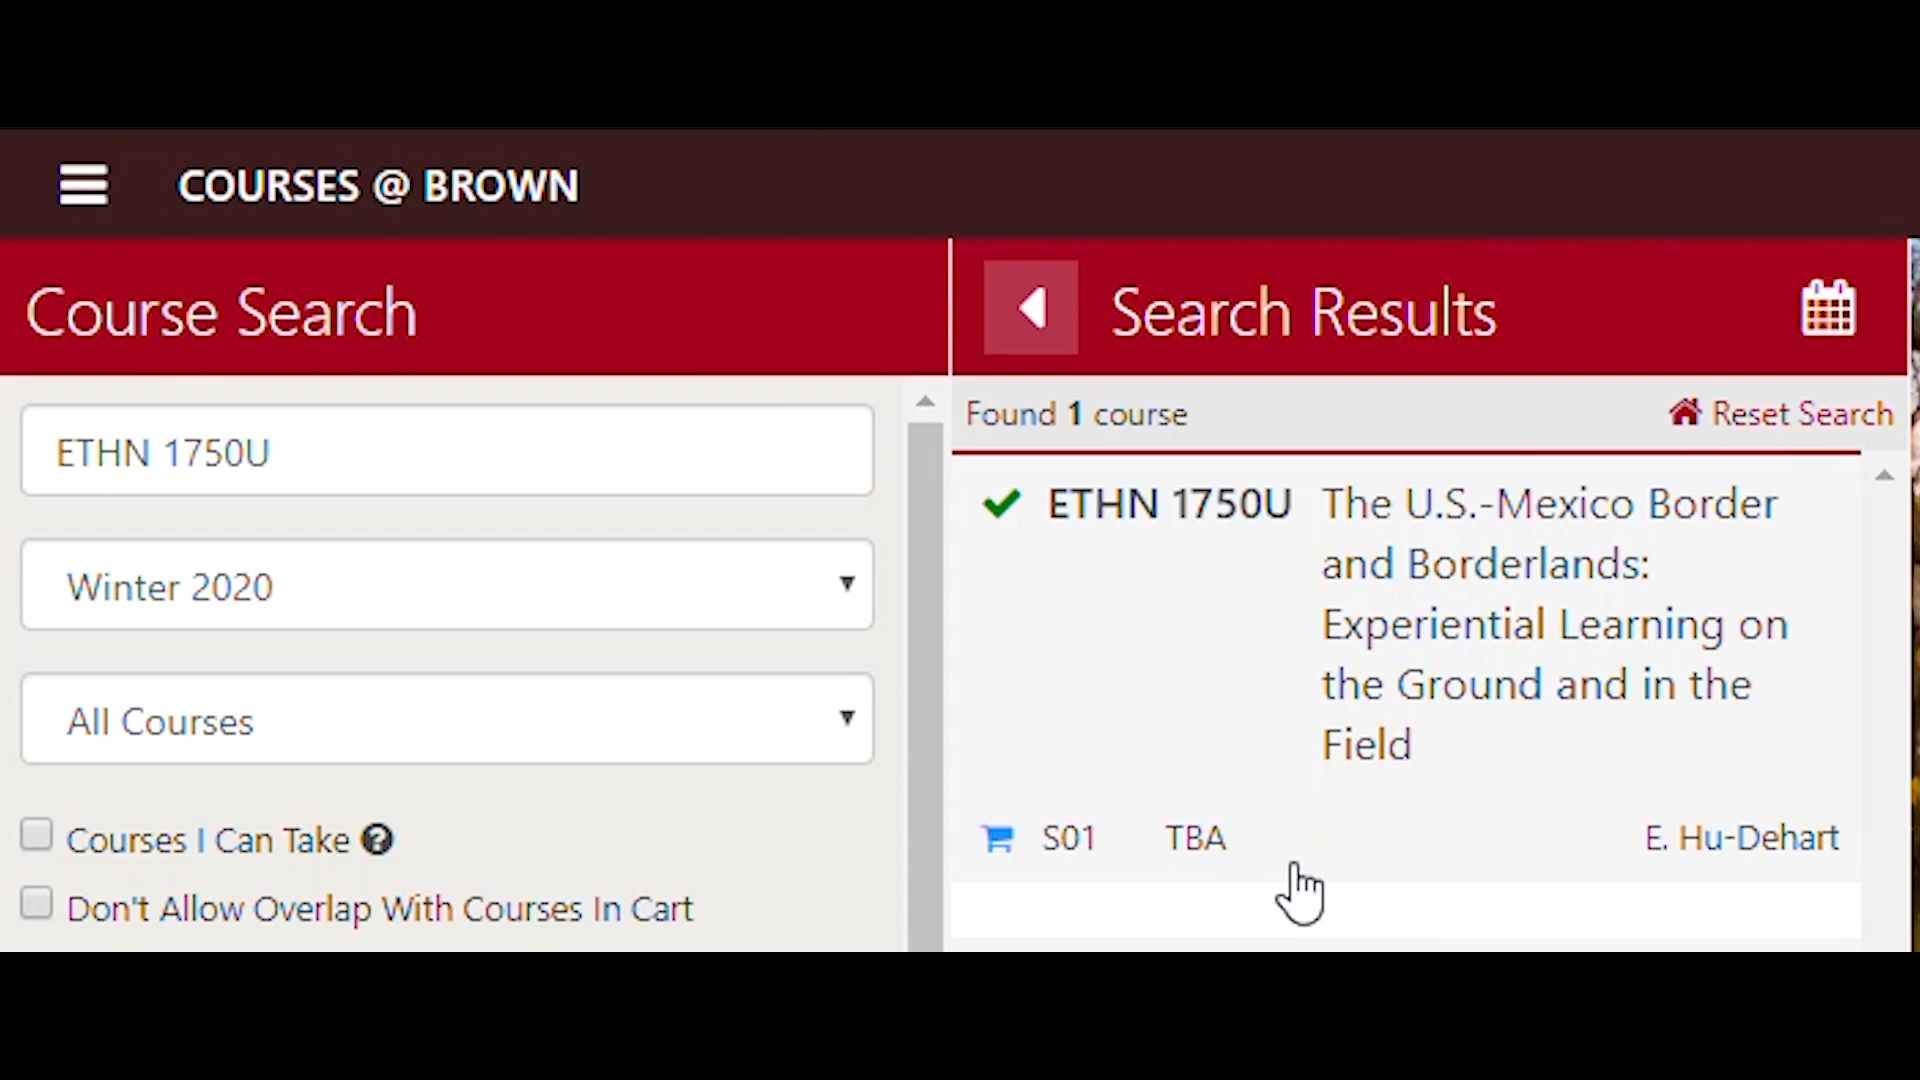 COURSES @ BROWN
Course Search
ETHN 1750U
Winter 2020
All Courses
Courses I Can Take
Don't Allow Overlap With Courses In Cart
Search Results
Found 1 course
Reset Search
ETHN 1750U
The U.S.-Mexico Border
and Borderlands:
Experiential Learning on
the Ground and in the
Field
S01
TBA
E. Hu-Dehart